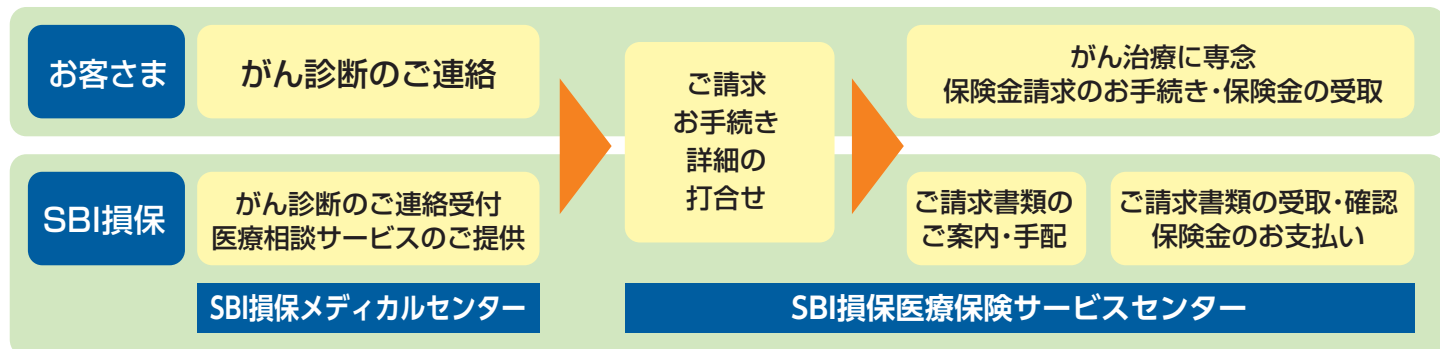 お客さま
がん診断のご連絡
ご請求
お手続き
詳細の
打合せ
がん治療に専念
保険金請求のお手続き・保険金の受取
SBI損保
がん診断のご連絡受付
医療相談サービスのご提供
ご請求書類の
ご案内・手配
ご請求書類の受取・確認
保険金のお支払い
SBI損保メディカルセンター
SBI損保医療保険サービスセンター